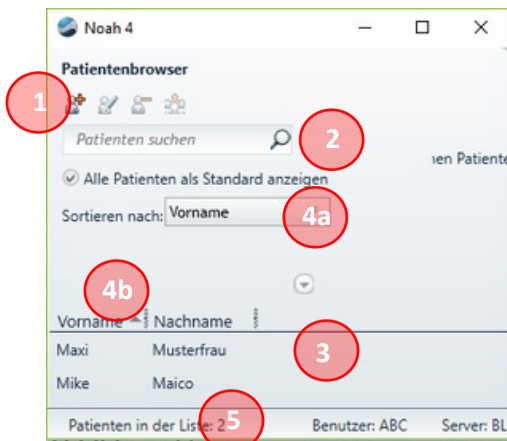 Noah 4
Patientenbrowser
1
Patienten suchen
2
nen Patiente
Alle Patienten als Standard anzeigen
Sortieren nach: Vorname
4a
4b
Vorname Nachname
Maxi Musterfrau
3
Mike Maico
Patienten in der Liste: 2
5
Benutzer: ABC
Server: BL